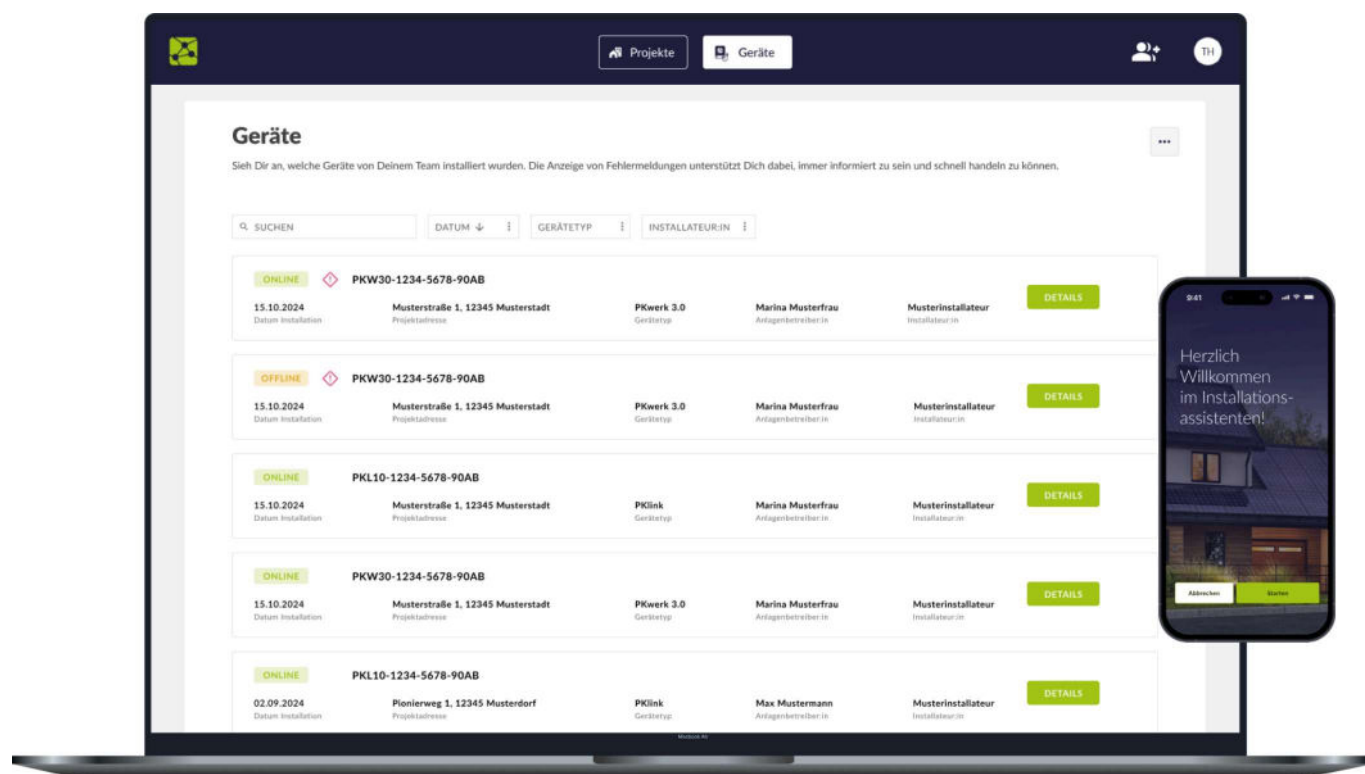 Projekte
Geräte
TH
Geräte
Sieh Dir an, welche Geräte von Deinem Team installiert wurden. Die Anzeige von Fehlermeldungen unterstützt Dich dabei, immer informiert zu sein und schnell handeln zu können.
SUCHEN DATUM GERÄTETYP INSTALLATEUR:IN
ONLINE PKW30-1234-5678-90AB
DETAILS
15.10.2024 Musterstraße 1, 12345 Musterstadt PKwerk 3.0 Marina Musterfrau Musterinstallateur
Datum Installation Projektadresse Gerätetyp Anlagenbetreiber:in Installateur:in
OFFLINE PKW30-1234-5678-90AB
DETAILS
15.10.2024 Musterstraße 1, 12345 Musterstadt PKwerk 3.0 Marina Musterfrau Musterinstallateur
Datum Installation Projektadresse Gerätetyp Anlagenbetreiber:in Installateur:in
ONLINE PKL10-1234-5678-90AB
DETAILS
15.10.2024 Musterstraße 1, 12345 Musterstadt PKlink Marina Musterfrau Musterinstallateur
Datum Installation Projektadresse Gerätetyp Anlagenbetreiber:in Installateur:in
ONLINE PKW30-1234-5678-90AB
DETAILS
15.10.2024 Musterstraße 1, 12345 Musterstadt PKwerk 3.0 Marina Musterfrau Musterinstallateur
Datum Installation Projektadresse Gerätetyp Anlagenbetreiber:in Installateur:in
ONLINE PKL10-1234-5678-90AB
DETAILS
02.09.2024 Pionierweg 1, 12345 Musterdorf PKlink Max Mustermann Musterinstallateur
Datum Installation Projektadresse Gerätetyp Anlagenbetreiber:in Installateur:in
Macbook Air
9:41
Herzlich
Willkommen
im Installations-
assistenten!
Abbrechen Starten